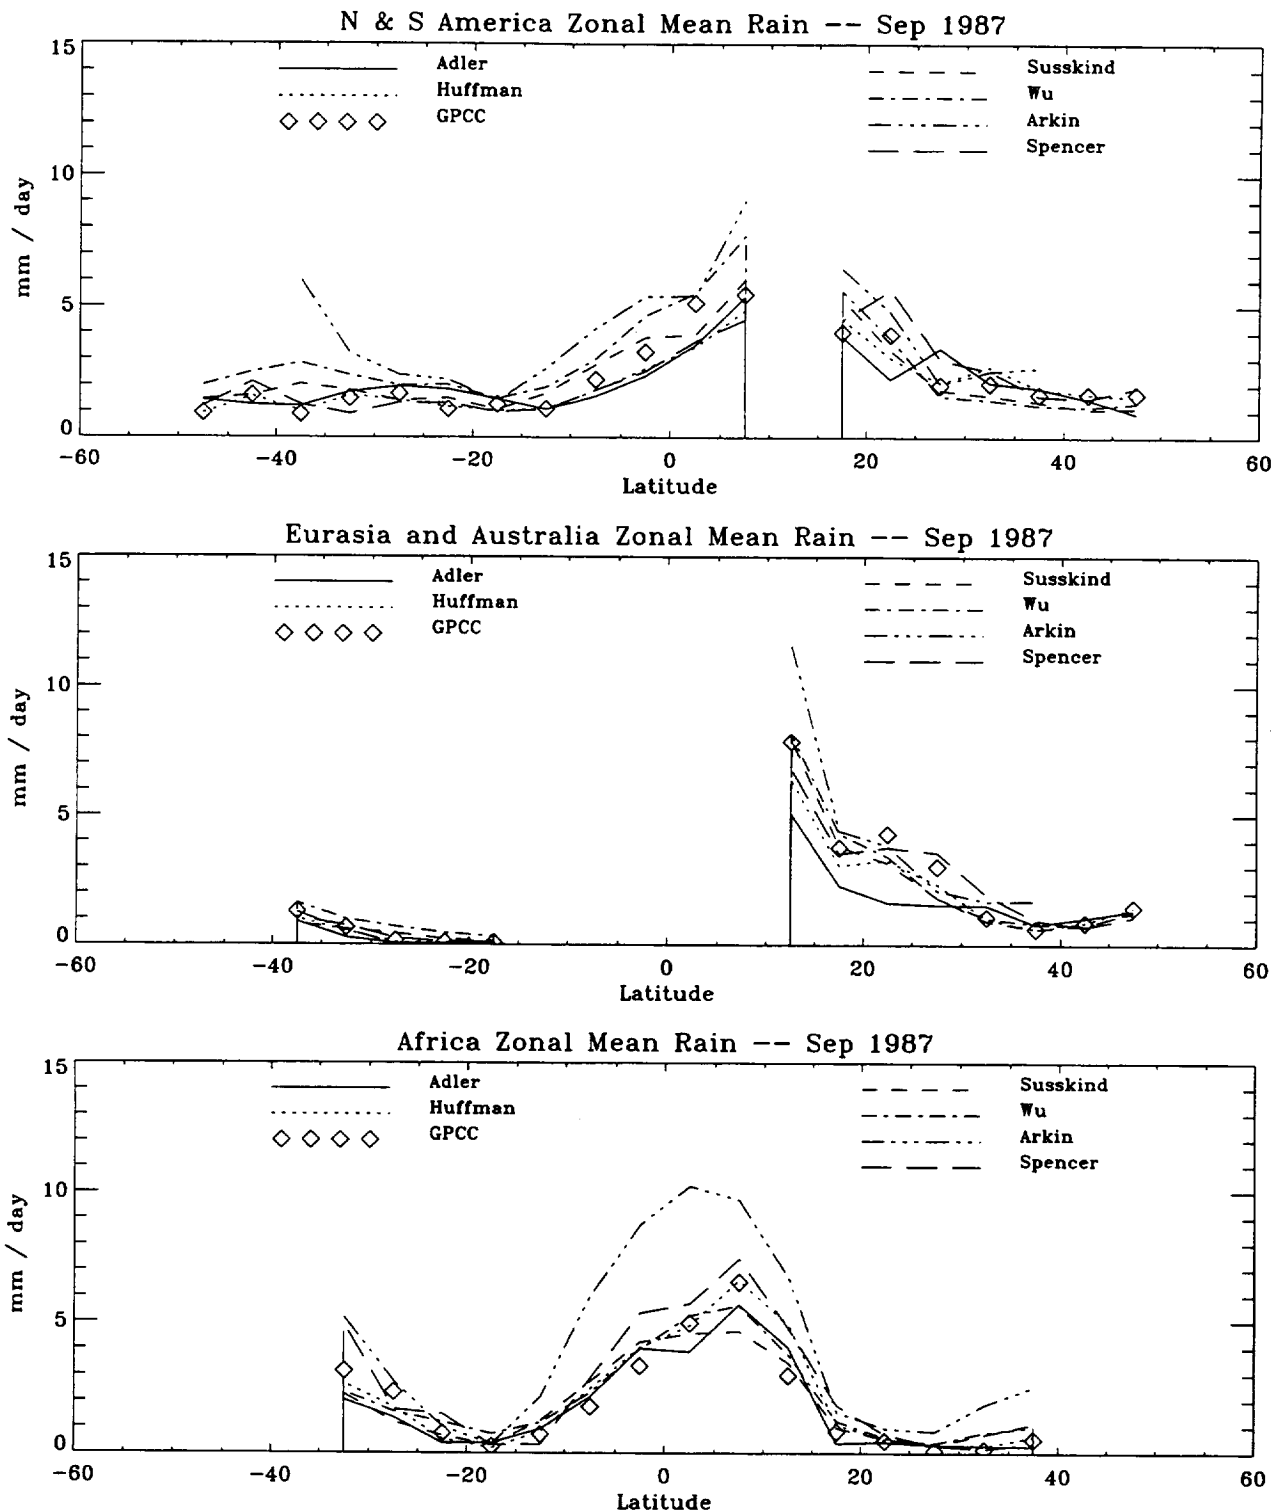 N & S America Zonal Mean Rain -- Sep 1987
15
Adler
Susskind
Huffman
Wu
GPCC
Arkin
Spencer
10
mm / day
5
0
-60 -40 -20 0 20 40 60
Latitude
Eurasia and Australia Zonal Mean Rain -- Sep 1987
15
Adler
Susskind
Huffman
Wu
GPCC
Arkin
Spencer
10
mm / day
5
0
-60 -40 -20 0 20 40 60
Latitude
Africa Zonal Mean Rain -- Sep 1987
15
Adler
Susskind
Huffman
Wu
GPCC
Arkin
Spencer
10
mm / day
5
0
-60 -40 -20 0 20 40 60
Latitude